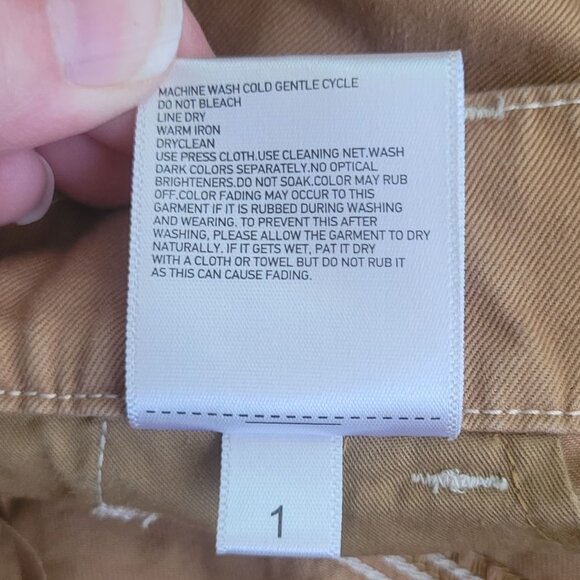 MACHINE WASH COLD GENTLE CYCLE
DO NOT BLEACH
LINE DRY
WARM IRON
DRYCLEAN
USE PRESS CLOTH.USE CLEANING NET.WASH
DARK COLORS SEPARATELY.NO OPTICAL
BRIGHTENERS.DO NOT SOAK.COLOR MAY RUB
OFF.COLOR FADING MAY OCCUR TO THIS
GARMENT IF IT IS RUBBED DURING WASHING
AND WEARING. TO PREVENT THIS AFTER
WASHING, PLEASE ALLOW THE GARMENT TO DRY
NATURALLY. IF IT GETS WET, PAT IT DRY
WITH A CLOTH OR TOWEL BUT DO NOT RUB IT
AS THIS CAN CAUSE FADING.
1